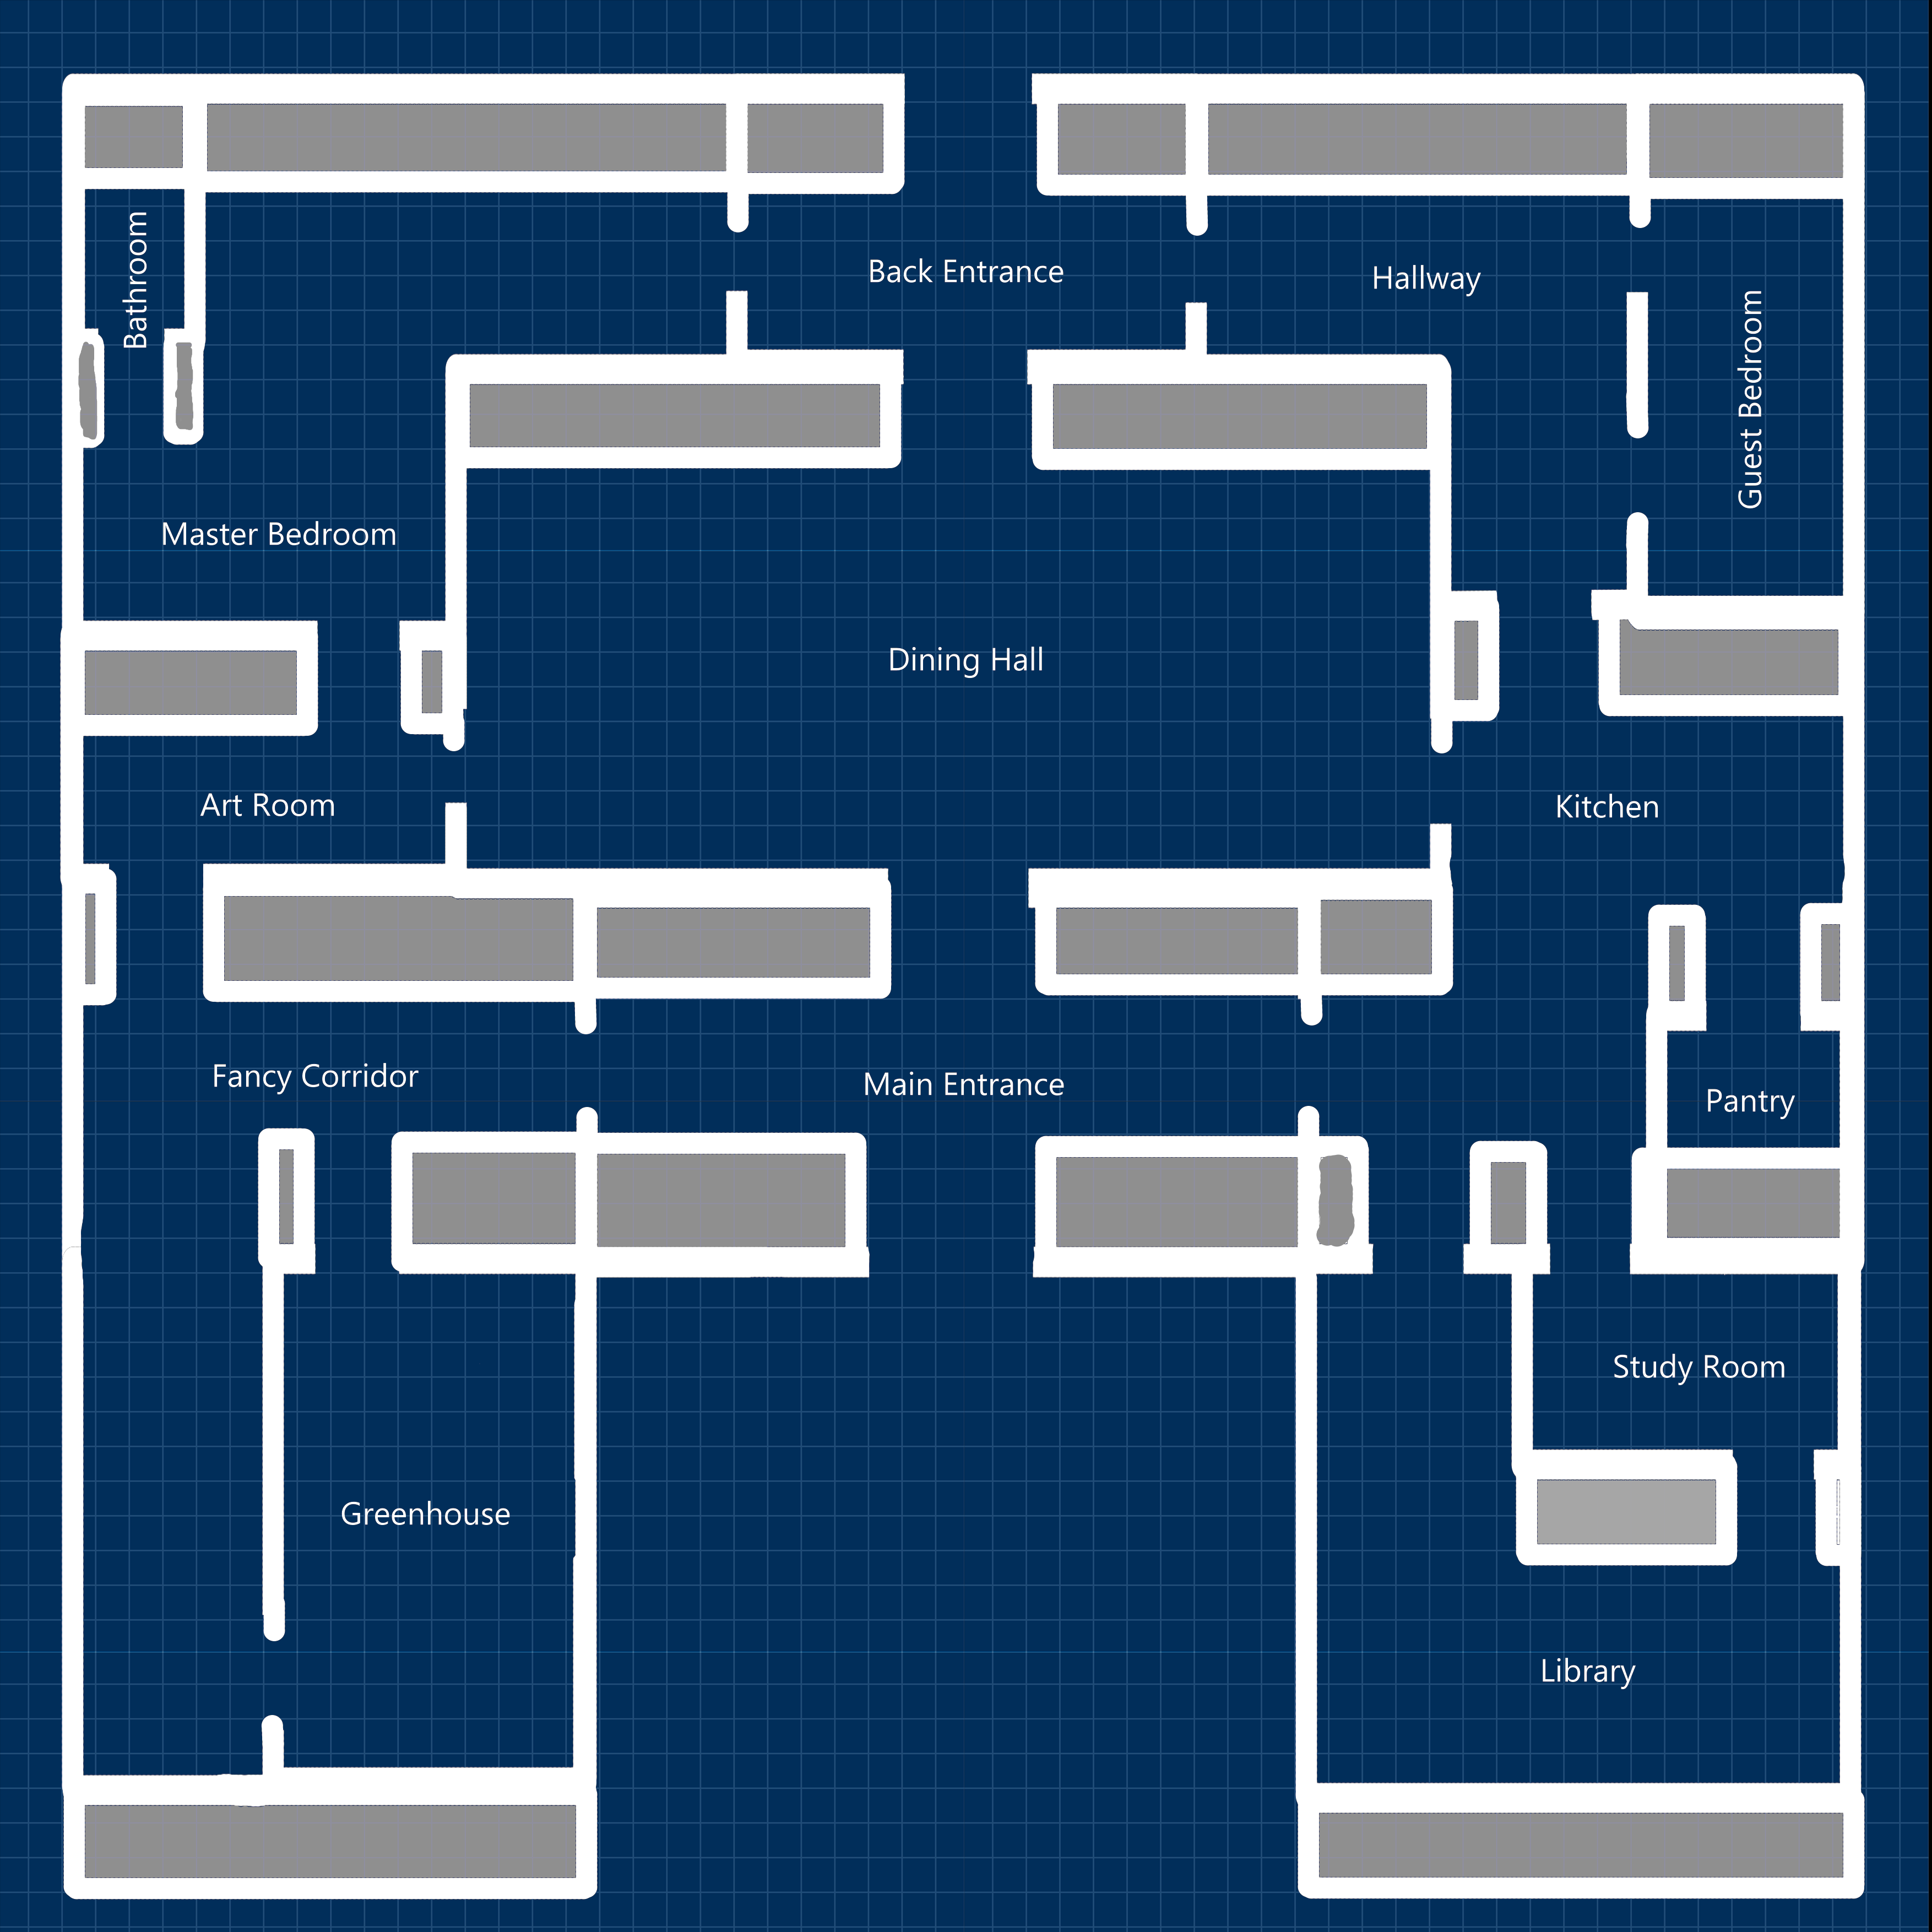 Bathroom
Back Entrance
Hallway
Guest Bedroom
Master Bedroom
Dining Hall
Art Room
Kitchen
Fancy Corridor
Main Entrance
Pantry
Study Room
Greenhouse
Library